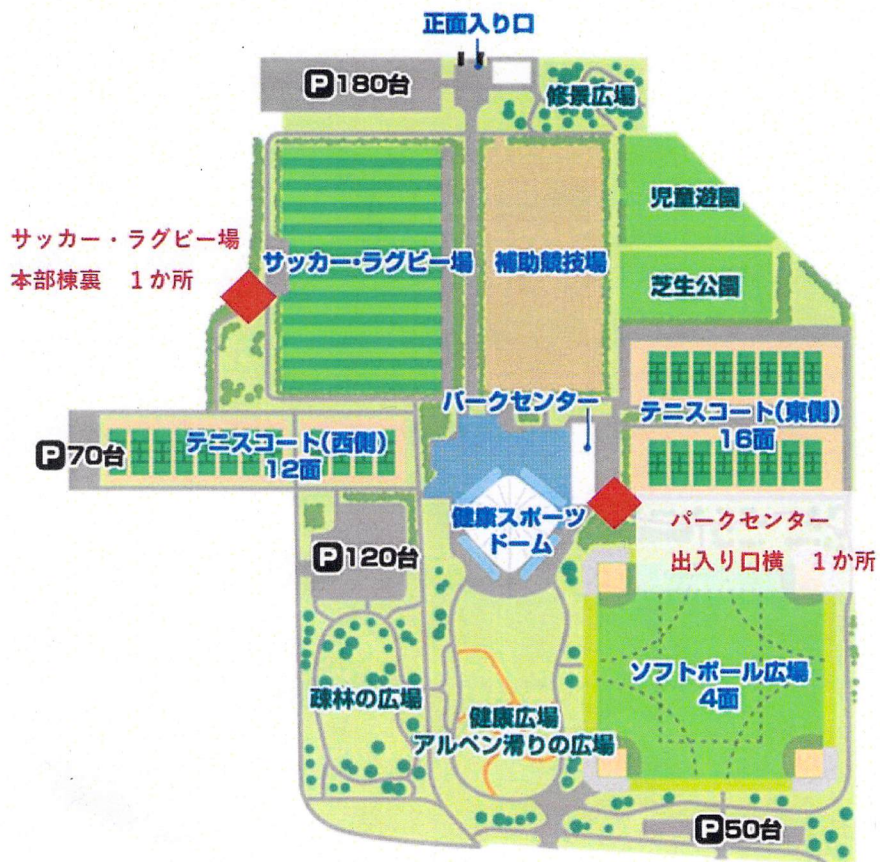 正面入り口
P180台
修景広場
児童遊園
サッカー・ラグビー場
本部棟裏 1か所
サッカー・ラグビー場
補助競技場
芝生公園
パークセンター
テニスコート(東側)
16面
P70台
テニスコート(西側)
12面
健康スポーツ
ドーム
パークセンター
出入り口横 1か所
P120台
ソフトボール広場
4面
疎林の広場
健康広場
アルペン滑りの広場
P50台